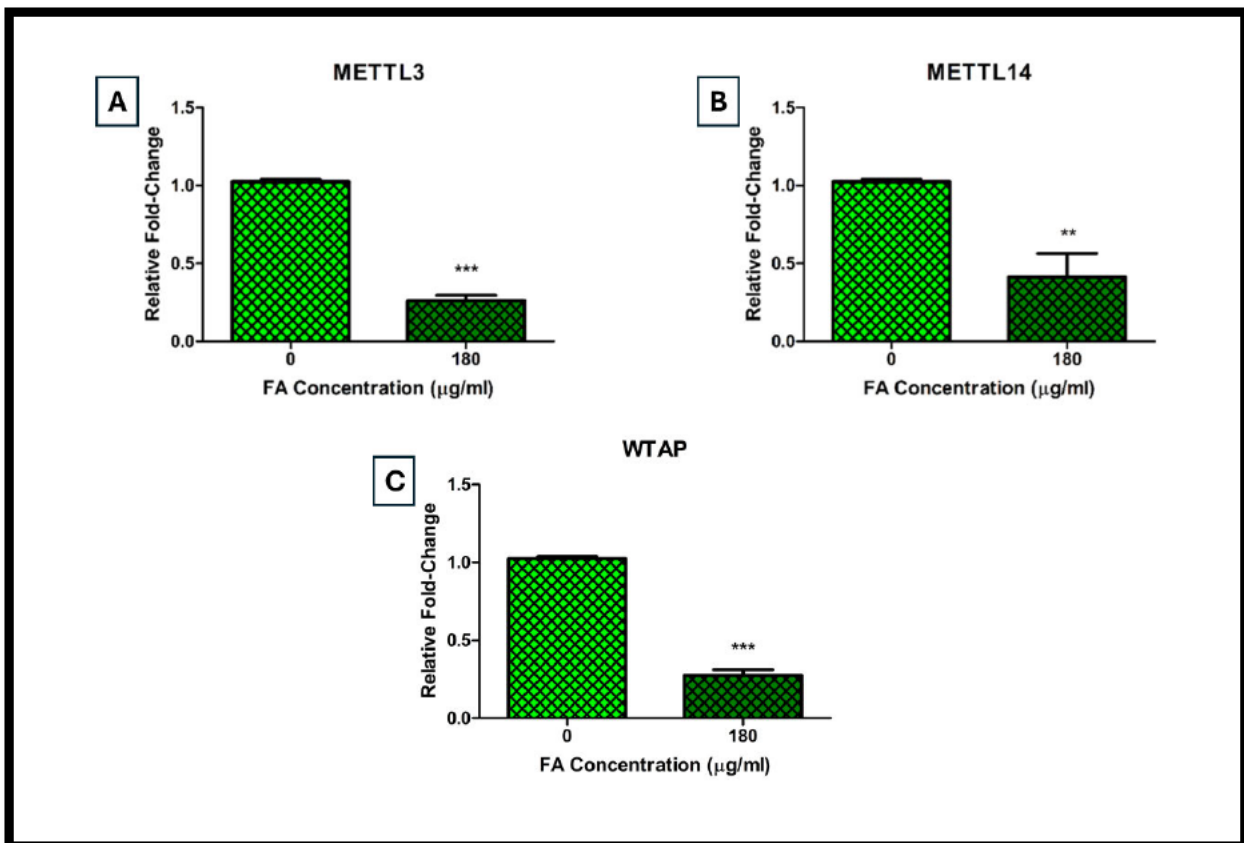 A
METTL3
Relative Fold-Change
1.5
1.0
0.5
0.0
***
0
180
FA Concentration (μg/ml)
B
METTL14
Relative Fold-Change
1.5
1.0
0.5
0.0
**
0
180
FA Concentration (μg/ml)
C
WTAP
Relative Fold-Change
1.5
1.0
0.5
0.0
***
0
180
FA Concentration (μg/ml)